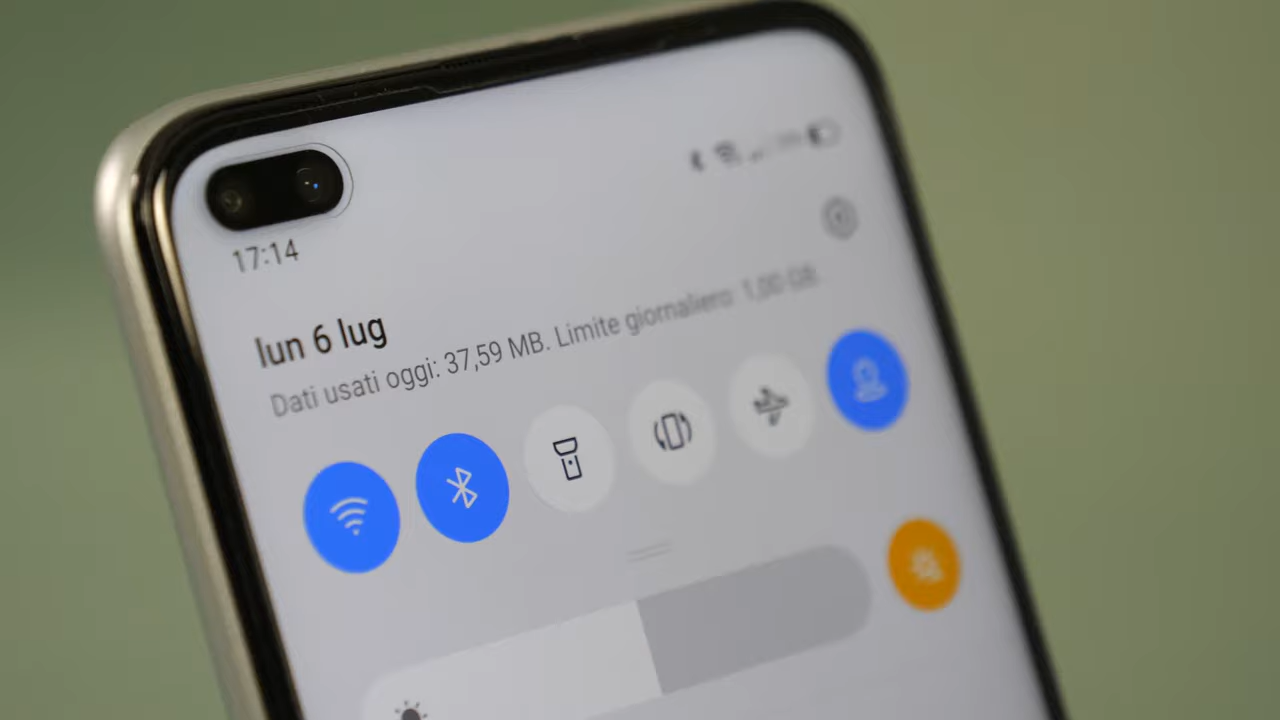 17:14
lun 6 lug
Dati usati oggi: 37,59 MB. Limite giornaliero: 1,00 GB.